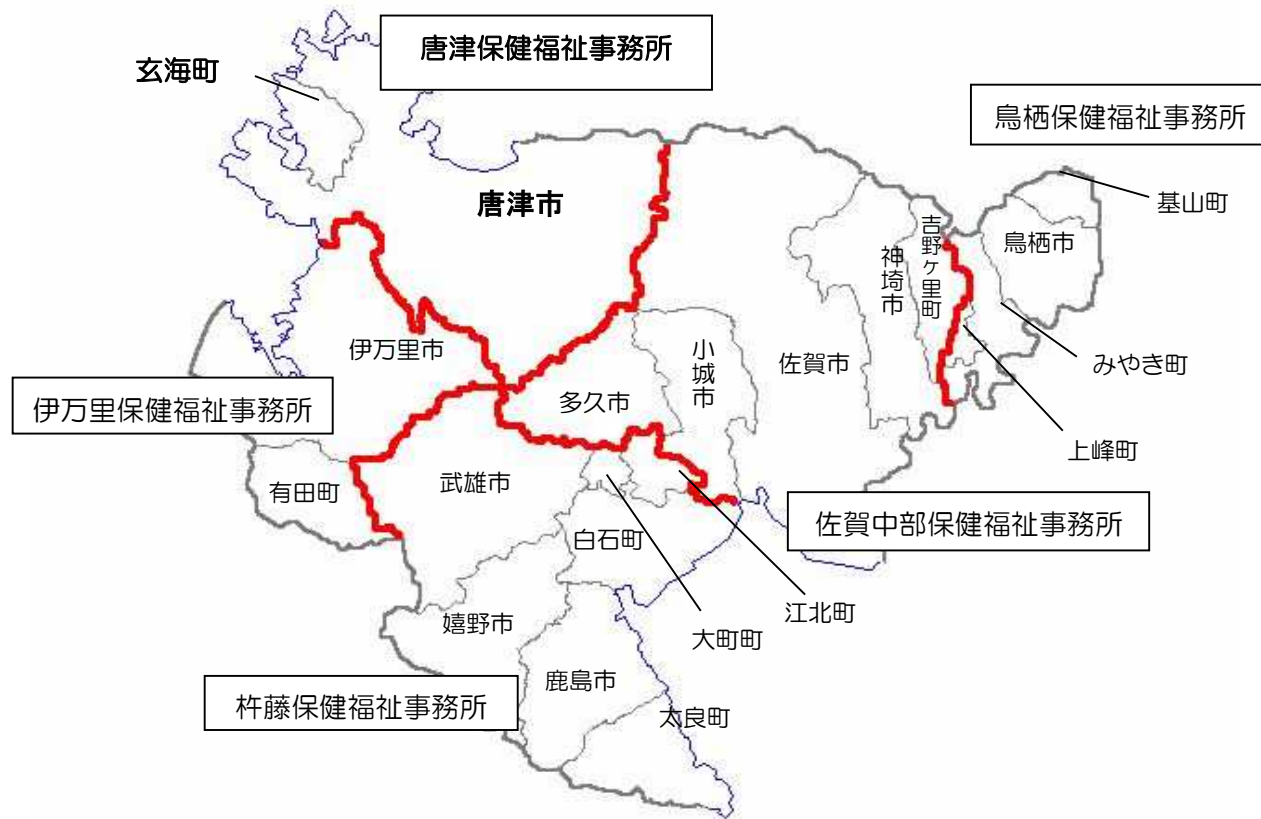 唐津保健福祉事務所
玄海町
鳥栖保健福祉事務所
基山町
唐津市
吉野ヶ里町
鳥栖市
神埼市
伊万里市
小城市
佐賀市
みやき町
多久市
伊万里保健福祉事務所
上峰町
有田町
武雄市
佐賀中部保健福祉事務所
白石町
江北町
嬉野市
大町町
鹿島市
杵藤保健福祉事務所
太良町